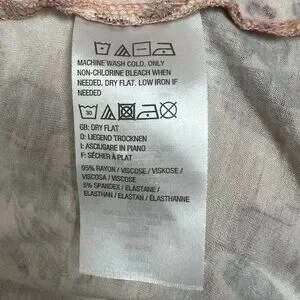 MACHINE WASH COLD. ONLY
NON-CHLORINE BLEACH WHEN
NEEDED. DRY FLAT. LOW IRON IF
NEEDED
30
GB: DRY FLAT
D: LIEGEND TROCKNEN
I: ASCIUGARE IN PIANO
F: SÉCHER À PLAT
95% RAYON / VISCOSE / VISKOSE /
VISCOSA / VISCOSE
5% SPANDEX / ELASTANE /
ELASTHAN / ELASTAN / ÉLASTHANNE